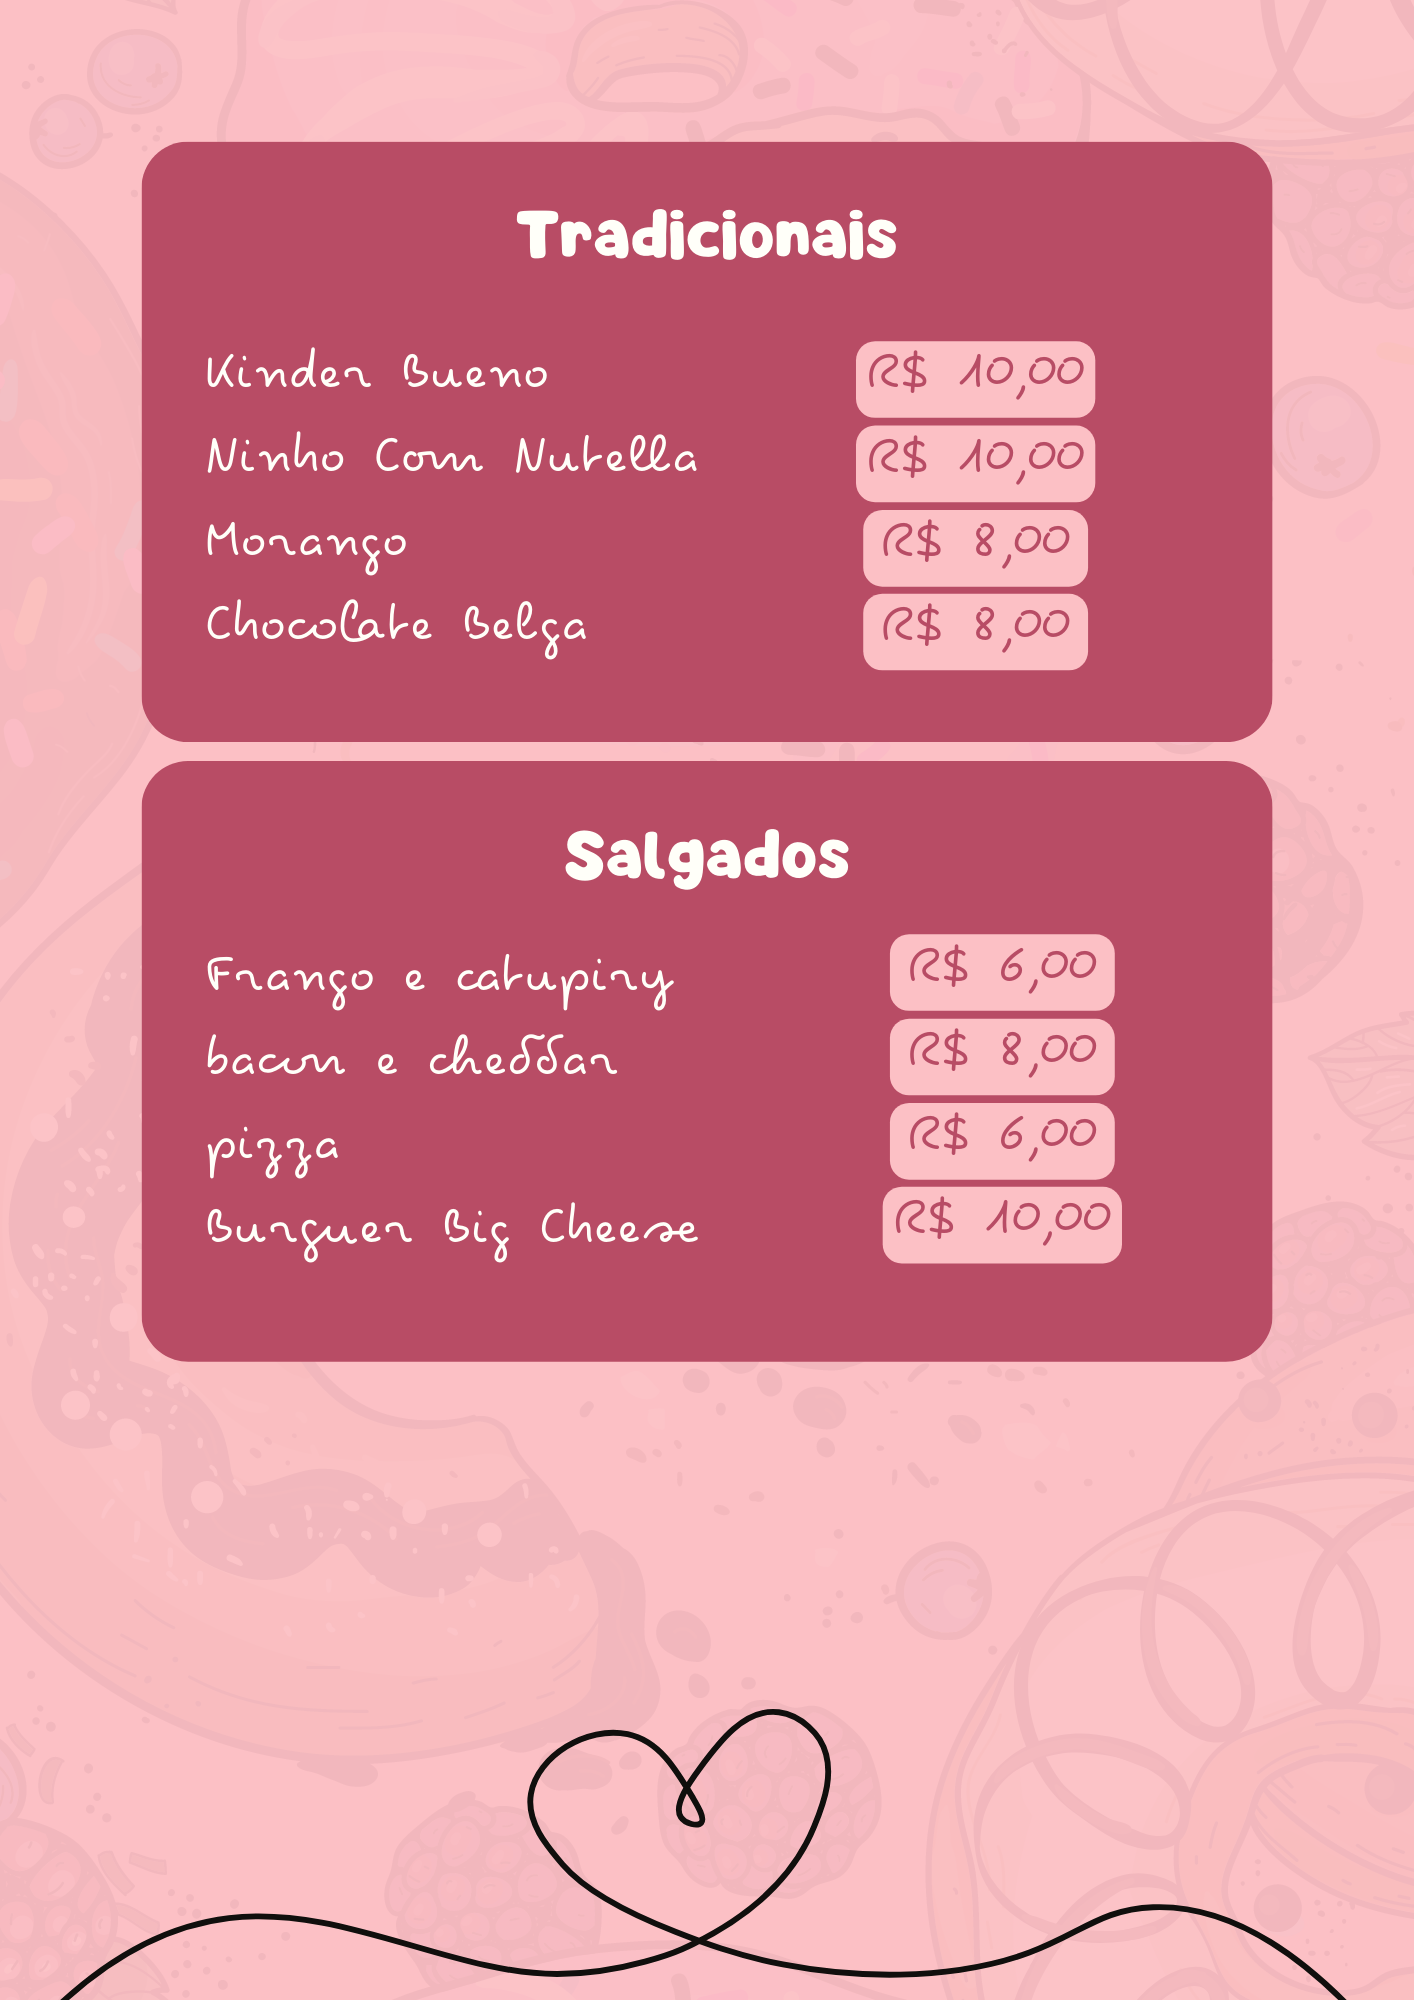 Tradicionais
Kinder Bueno R$ 10,00
Ninho Com Nutella R$ 10,00
Morango R$ 8,00
Chocolate Belga R$ 8,00
Salgados
Frango e catupiry R$ 6,00
bacon e cheddar R$ 8,00
pizza R$ 6,00
Burguer Big Cheese R$ 10,00